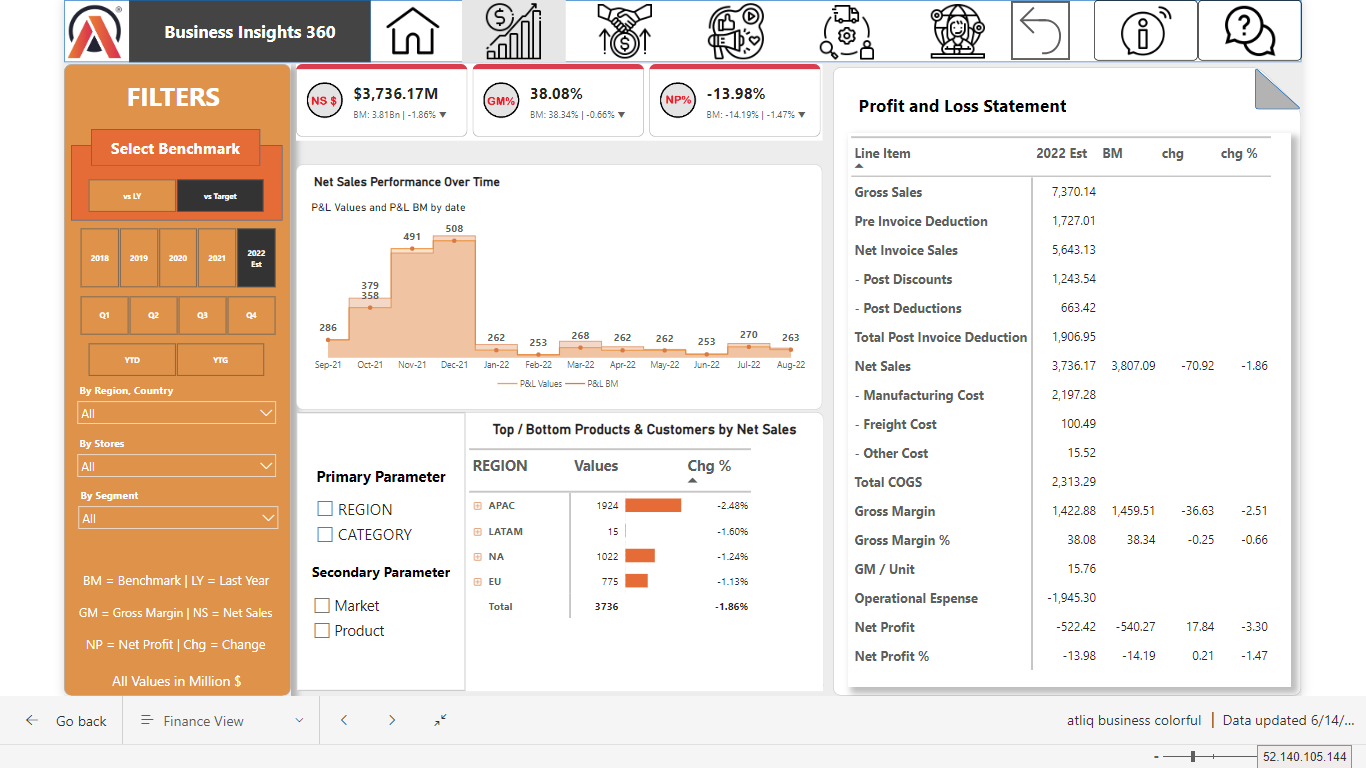 Business Insights 360
FILTERS
Select Benchmark
vs LY
vs Target
2018
2019
2020
2021
2022 Est
Q1
Q2
Q3
Q4
YTD
YTG
By Region, Country
All
By Stores
All
By Segment
All
BM = Benchmark | LY = Last Year
GM = Gross Margin | NS = Net Sales
NP = Net Profit | Chg = Change
All Values in Million $
NS $
$3,736.17M
BM: 3.81Bn | -1.86% ▼
GM%
38.08%
BM: 38.34% | -0.66% ▼
NP%
-13.98%
BM: -14.19% | -1.47% ▼
Net Sales Performance Over Time
P&L Values and P&L BM by date
286
379
358
491
508
262
253
268
262
262
253
270
263
Sep-21 Oct-21 Nov-21 Dec-21 Jan-22 Feb-22 Mar-22 Apr-22 May-22 Jun-22 Jul-22 Aug-22
P&L Values P&L BM
Primary Parameter
REGION
CATEGORY
Secondary Parameter
Market
Product
Top / Bottom Products & Customers by Net Sales
REGION Values Chg %
APAC 1924 -2.48%
LATAM 15 -1.60%
NA 1022 -1.24%
EU 775 -1.13%
Total 3736 -1.86%
Profit and Loss Statement
Line Item 2022 Est BM chg chg %
Gross Sales 7,370.14
Pre Invoice Deduction 1,727.01
Net Invoice Sales 5,643.13
- Post Discounts 1,243.54
- Post Deductions 663.42
Total Post Invoice Deduction 1,906.95
Net Sales 3,736.17 3,807.09 -70.92 -1.86
- Manufacturing Cost 2,197.28
- Freight Cost 100.49
- Other Cost 15.52
Total COGS 2,313.29
Gross Margin 1,422.88 1,459.51 -36.63 -2.51
Gross Margin % 38.08 38.34 -0.25 -0.66
GM / Unit 15.76
Operational Espense -1,945.30
Net Profit -522.42 -540.27 17.84 -3.30
Net Profit % -13.98 -14.19 0.21 -1.47
Go back
Finance View
atliq business colorful | Data updated 6/14/...
52.140.105.144